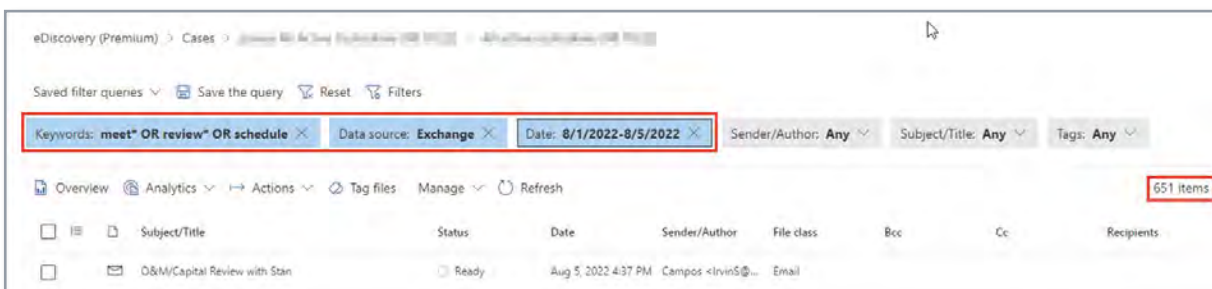 eDiscovery (Premium) > Cases >
Saved filter queries Save the query Reset Filters
Keywords: meet* OR review* OR schedule × Data source: Exchange × Date: 8/1/2022-8/5/2022 × Sender/Author: Any Subject/Title: Any Tags: Any
Overview Analytics Actions Tag files Manage Refresh 651 items
Subject/Title Status Date Sender/Author File class Bcc Cc Recipients
O&M/Capital Review with Stan Ready Aug 5, 2022 4:37 PM Campos <IrvinS@... Email